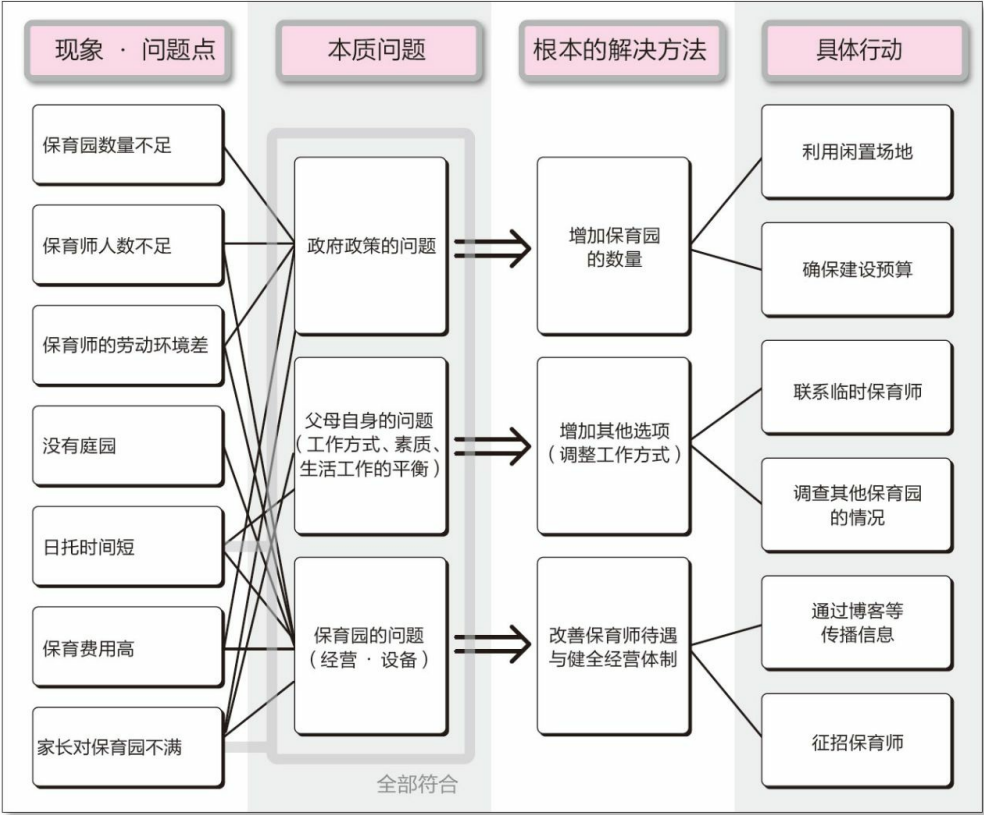 现象 · 问题点
本质问题
根本的解决方法
具体行动
保育园数量不足
保育师人数不足
保育师的劳动环境差
没有庭园
日托时间短
保育费用高
家长对保育园不满
政府政策的问题
父母自身的问题
（工作方式、素质、
生活工作的平衡）
保育园的问题
（经营 · 设备）
全部符合
增加保育园
的数量
增加其他选项
（调整工作方式）
改善保育师待遇
与健全经营体制
利用闲置场地
确保建设预算
联系临时保育师
调查其他保育园
的情况
通过博客等
传播信息
征招保育师